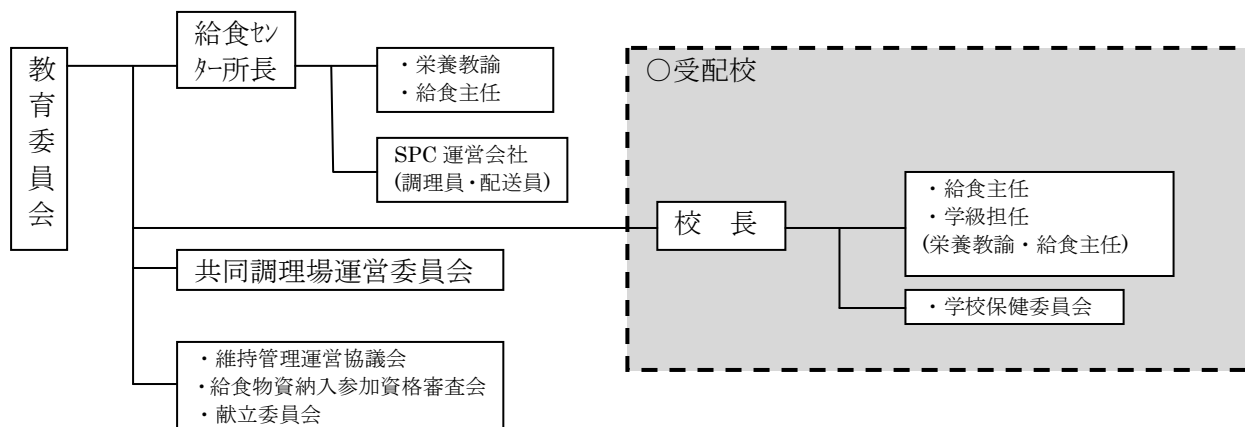 教育委員会
給食ｾﾝ
ﾀｰ所長
・栄養教諭
・給食主任
SPC 運営会社
(調理員・配送員)
共同調理場運営委員会
・維持管理運営協議会
・給食物資納入参加資格審査会
・献立委員会
○受配校
校　長
・給食主任
・学級担任
(栄養教諭・給食主任)
・学校保健委員会